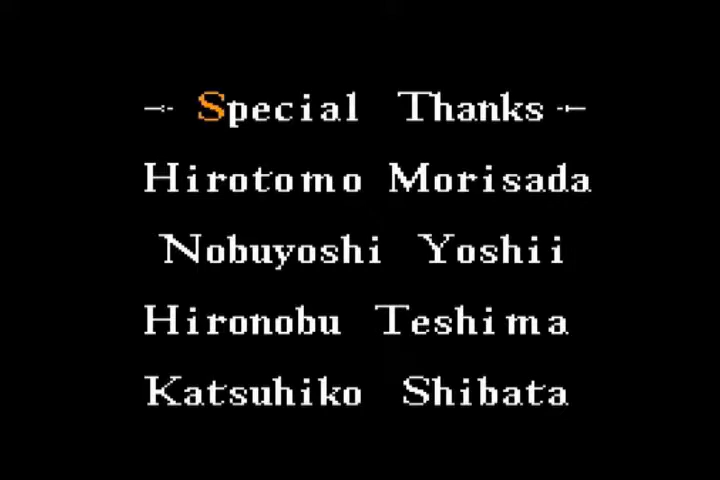 Special Thanks
Hirotomo Morisada
Nobuyoshi Yoshii
Hironobu Teshima
Katsuhiko Shibata